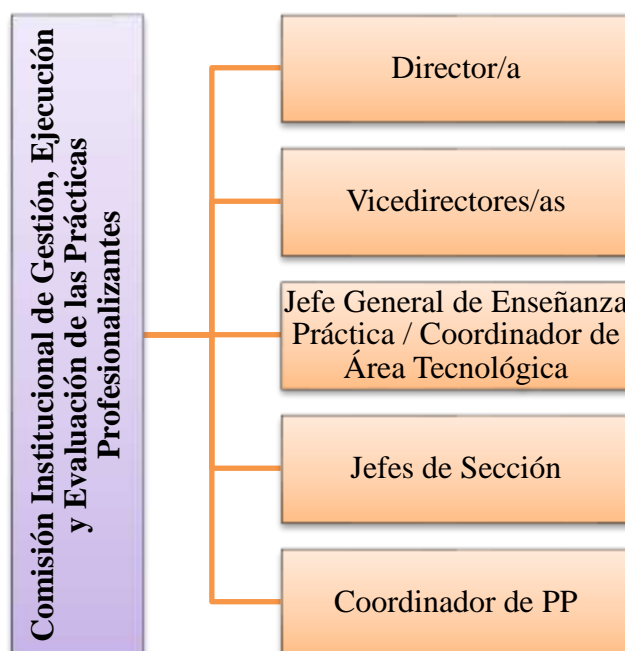 Comisión Institucional de Gestión, Ejecución
y Evaluación de las Prácticas
Profesionalizantes
Director/a
Vicedirectores/as
Jefe General de Enseñanza
Práctica / Coordinador de
Área Tecnológica
Jefes de Sección
Coordinador de PP